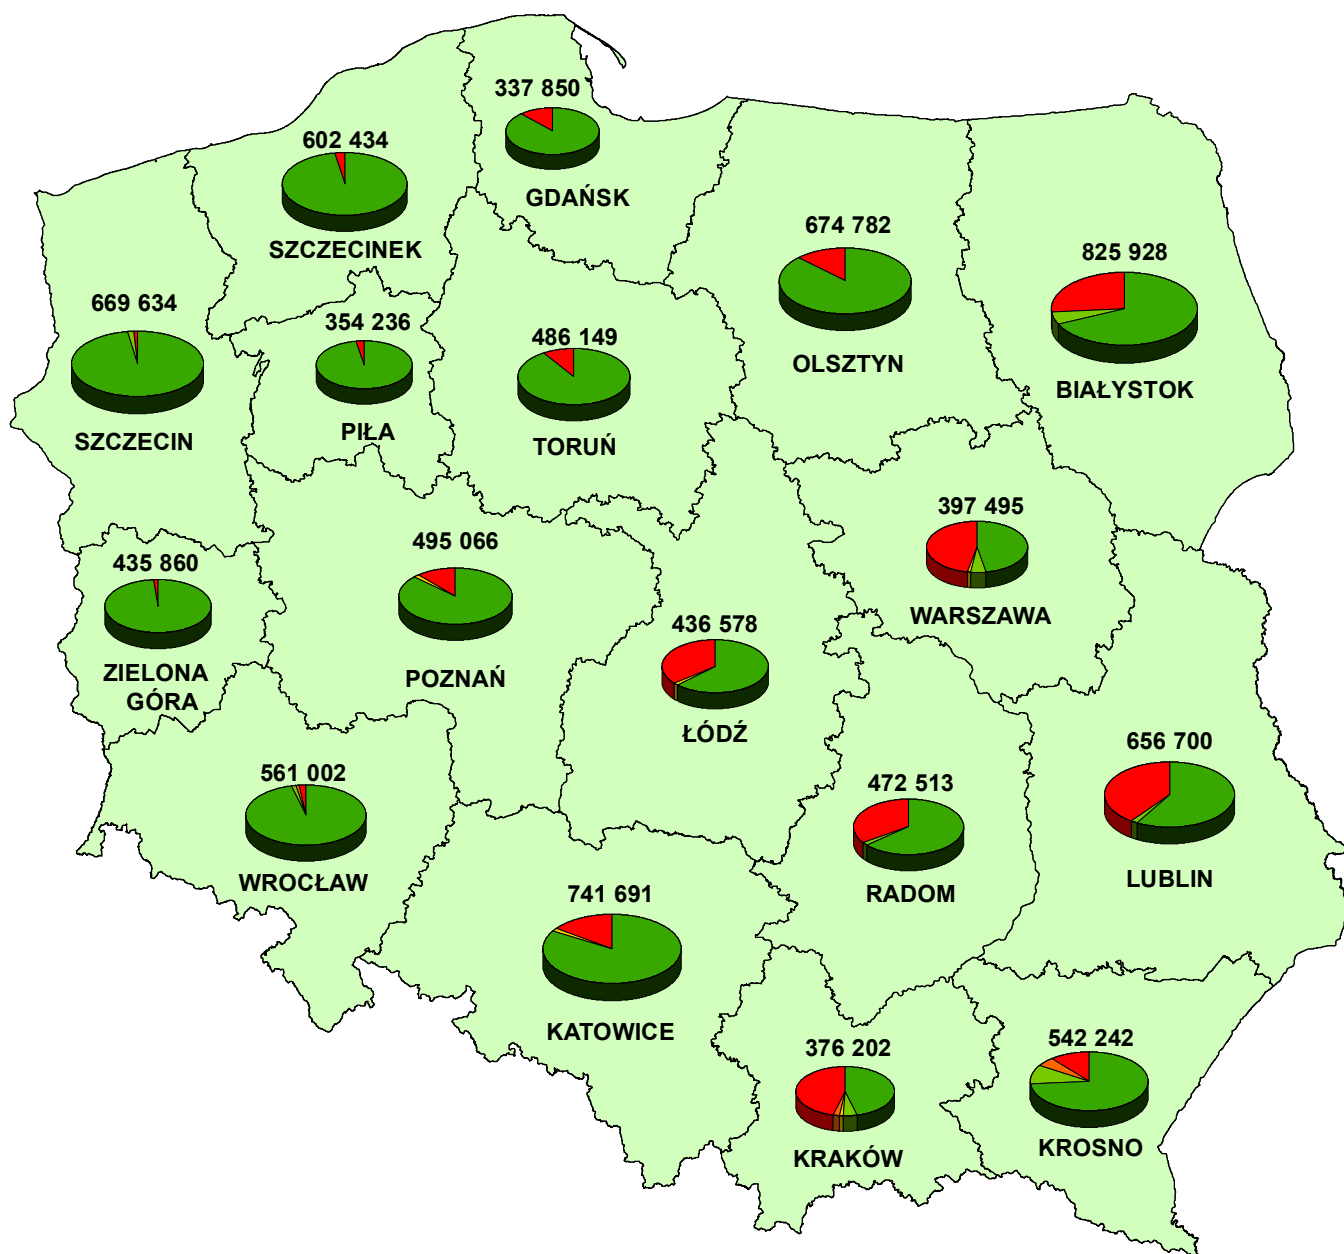 337 850
GDAŃSK
602 434
SZCZECINEK
674 782
OLSZTYN
825 928
BIAŁYSTOK
669 634
SZCZECIN
354 236
PIŁA
486 149
TORUŃ
397 495
WARSZAWA
435 860
ZIELONA
GÓRA
495 066
POZNAŃ
436 578
ŁÓDŹ
656 700
LUBLIN
561 002
WROCŁAW
472 513
RADOM
741 691
KATOWICE
376 202
KRAKÓW
542 242
KROSNO